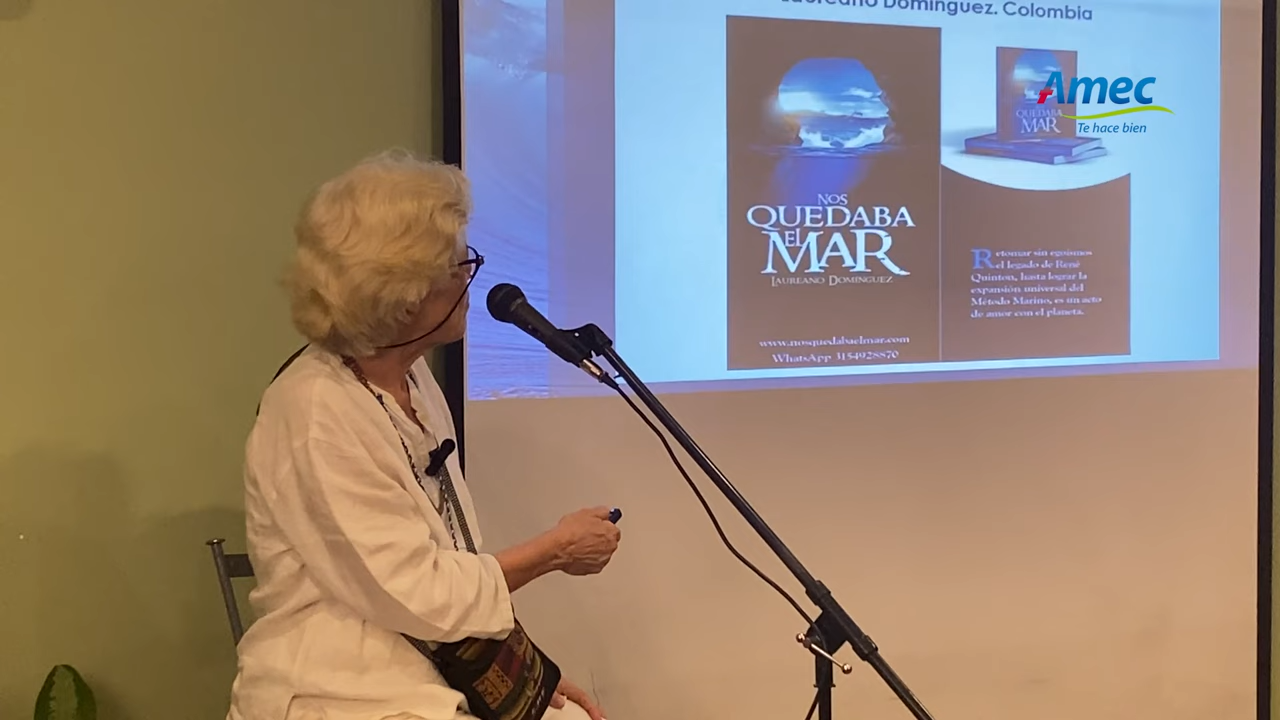 Laureano Domínguez. Colombia
Amec
Te hace bien
QUEDABA
MAR
NOS
QUEDABA
EL
MAR
LAUREANO DOMINGUEZ
www.nosquedabaelmar.com
WhatsApp 3154928870
Retomar sin egoísmos
el legado de René
Quinton, hasta lograr la
expansión universal del
Método Marino, es un acto
de amor con el planeta.